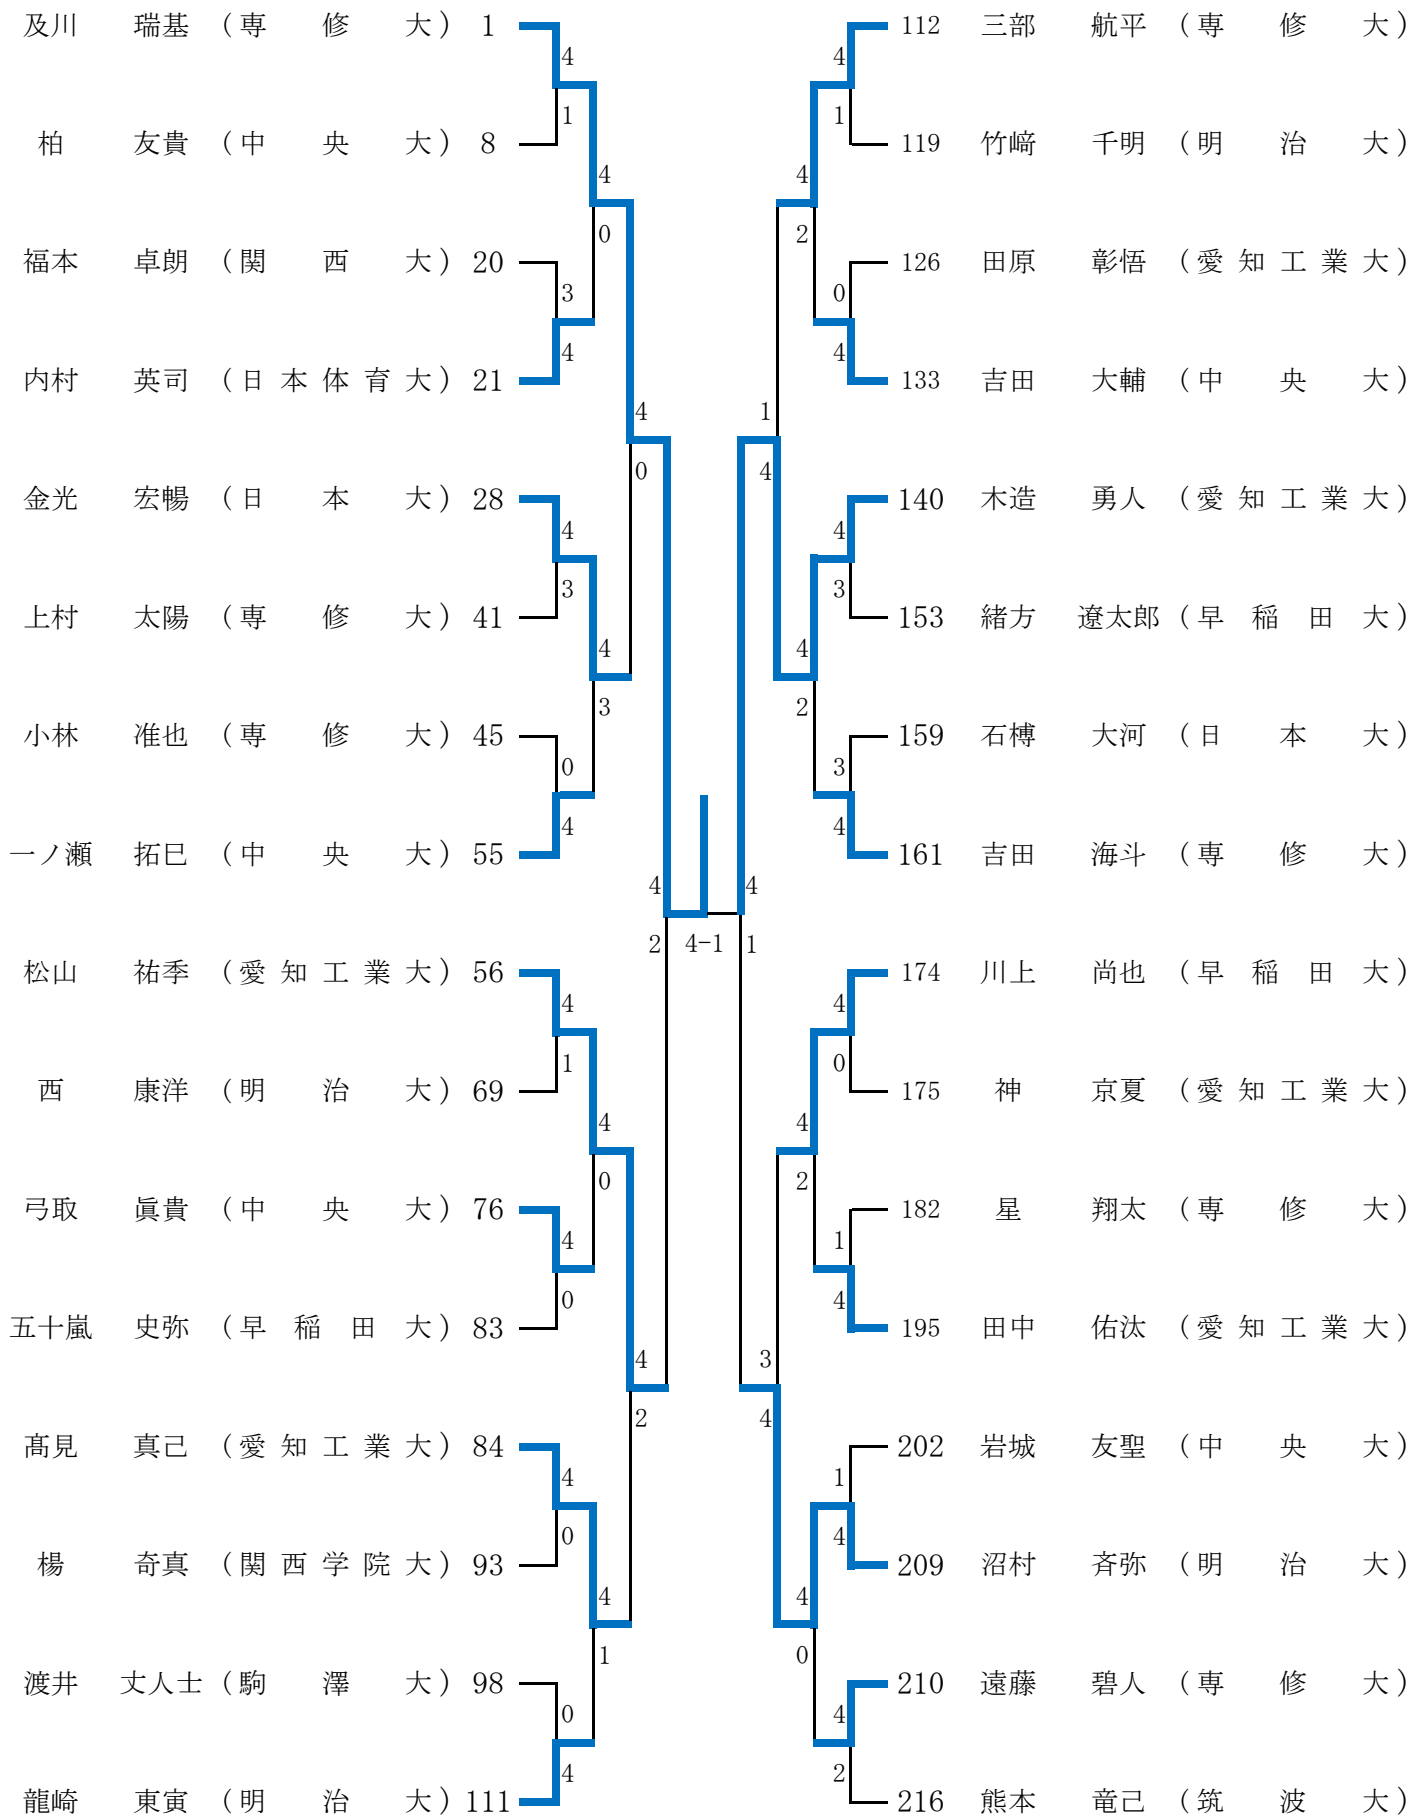 及川 瑞基 (専修大) 1 112 三部 航平 (専修大)
4 4
1 1
柏 友貴 (中央大) 8 119 竹﨑 千明 (明治大)
4 4
0 2
福本 卓朗 (関西大) 20 126 田原 彰悟 (愛知工業大)
3 0
4 4
内村 英司 (日本体育大) 21 133 吉田 大輔 (中央大)
4 1
0 4
金光 宏暢 (日本大) 28 140 木造 勇人 (愛知工業大)
4 4
3 3
上村 太陽 (専修大) 41 153 緒方 遼太郎 (早稲田大)
4 4
3 2
小林 准也 (専修大) 45 159 石榑 大河 (日本大)
0 3
4 4
一ノ瀬 拓巳 (中央大) 55 161 吉田 海斗 (専修大)
4 4
2 4-1 1
松山 祐季 (愛知工業大) 56 174 川上 尚也 (早稲田大)
4 4
1 0
西 康洋 (明治大) 69 175 神 京夏 (愛知工業大)
4 4
0 2
弓取 眞貴 (中央大) 76 182 星 翔太 (専修大)
4 1
0 4
五十嵐 史弥 (早稲田大) 83 195 田中 佑汰 (愛知工業大)
4 3
2 4
髙見 真己 (愛知工業大) 84 202 岩城 友聖 (中央大)
4 1
0 4
楊 奇真 (関西学院大) 93 209 沼村 斉弥 (明治大)
4 4
1 0
渡井 丈人士 (駒澤大) 98 210 遠藤 碧人 (専修大)
0 4
4 2
龍崎 東寅 (明治大) 111 216 熊本 竜己 (筑波大)